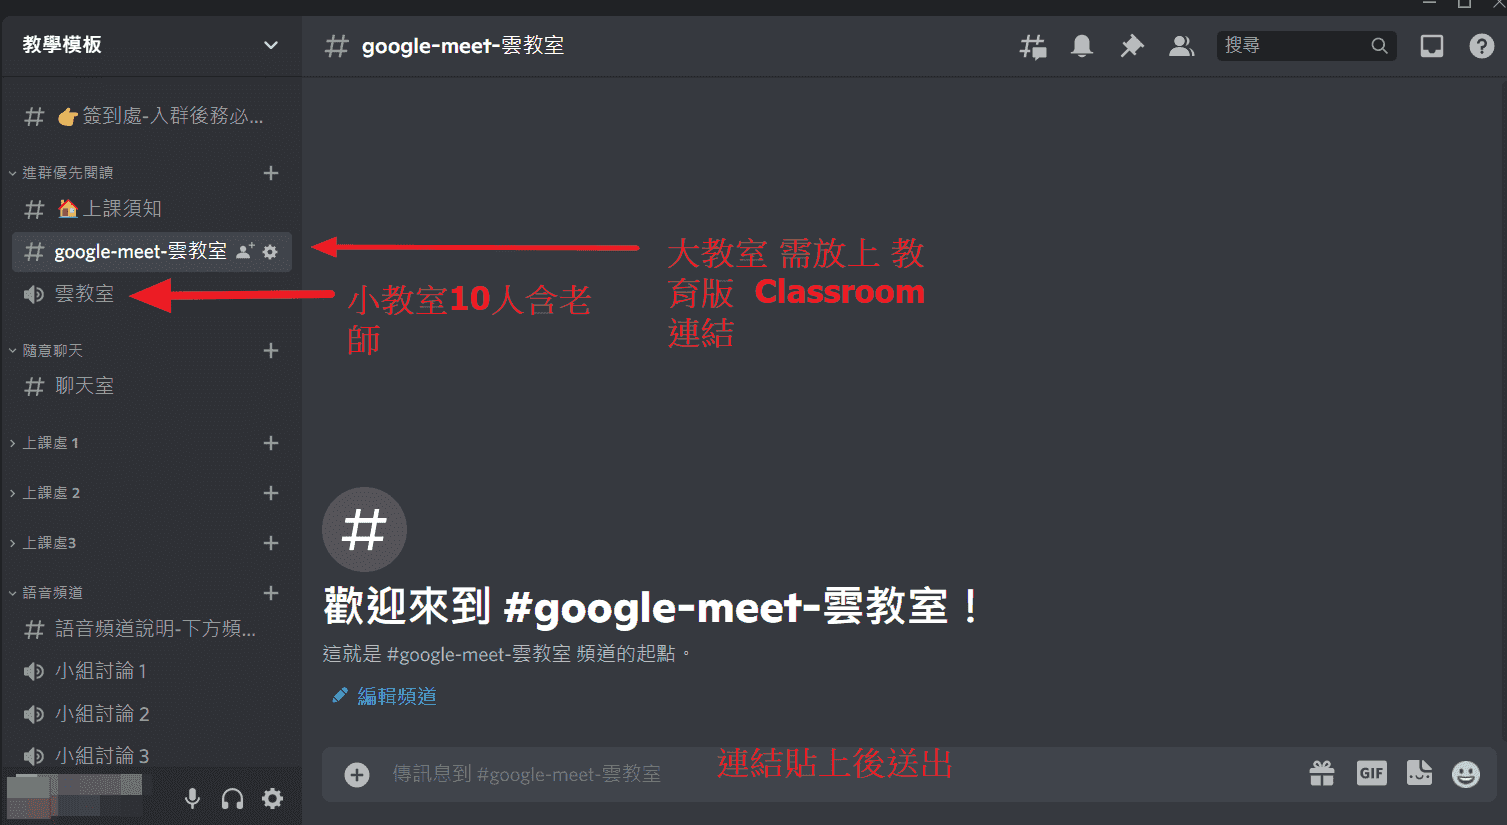 教學模板
google-meet-雲教室
搜尋
👉簽到處-入群後務必...
進群優先閱讀
🏠上課須知
google-meet-雲教室
雲教室
隨意聊天
聊天室
上課處 1
上課處 2
上課處3
語音頻道
語音頻道說明-下方頻...
小組討論 1
小組討論 2
小組討論 3
大教室 需放上 教
育版 Classroom
連結
小教室10人含老
師
歡迎來到 #google-meet-雲教室！
這就是 #google-meet-雲教室 頻道的起點。
編輯頻道
傳訊息到 #google-meet-雲教室
連結貼上後送出
GIF